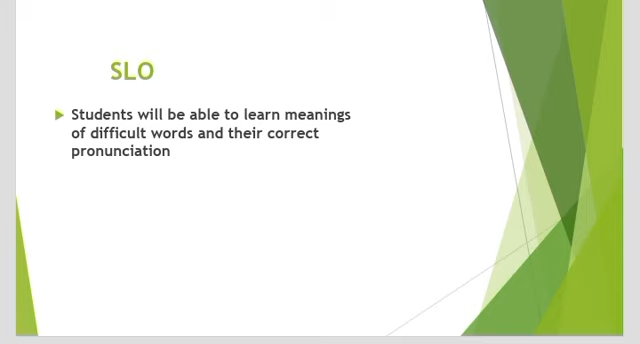 SLO
Students will be able to learn meanings
of difficult words and their correct
pronunciation